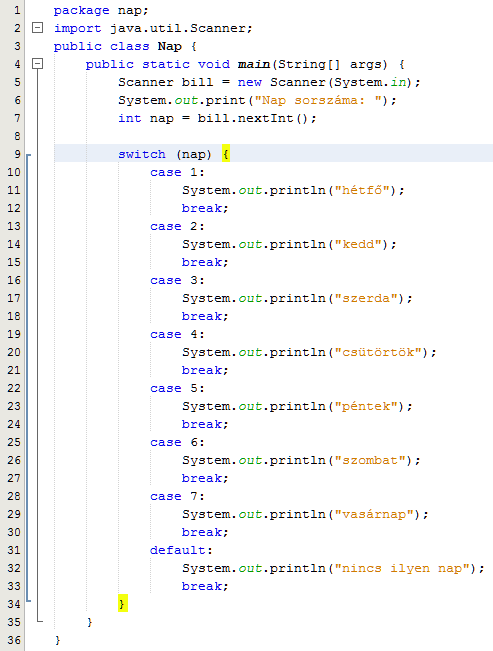 1 package nap;
2 import java.util.Scanner;
3 public class Nap {
4     public static void main(String[] args) {
5         Scanner bill = new Scanner(System.in);
6         System.out.print("Nap sorszáma: ");
7         int nap = bill.nextInt();
8
9         switch (nap) {
10             case 1:
11                 System.out.println("hétfő");
12                 break;
13             case 2:
14                 System.out.println("kedd");
15                 break;
16             case 3:
17                 System.out.println("szerda");
18                 break;
19             case 4:
20                 System.out.println("csütörtök");
21                 break;
22             case 5:
23                 System.out.println("péntek");
24                 break;
25             case 6:
26                 System.out.println("szombat");
27                 break;
28             case 7:
29                 System.out.println("vasárnap");
30                 break;
31             default:
32                 System.out.println("nincs ilyen nap");
33                 break;
34         }
35     }
36 }